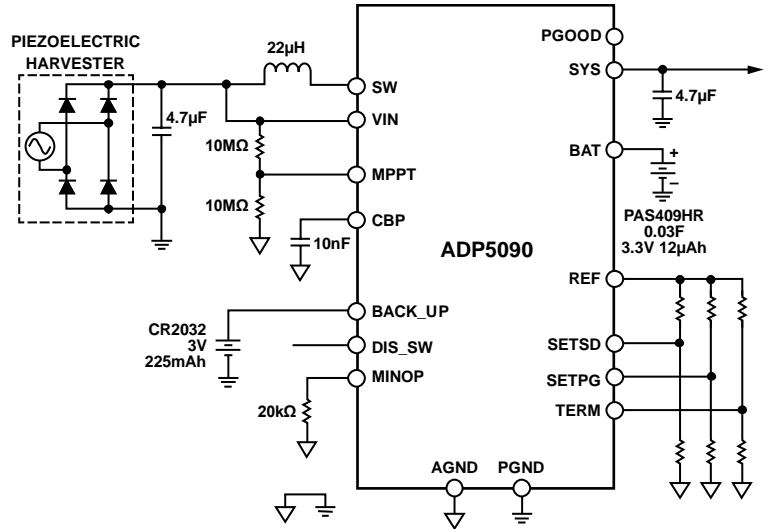 PIEZOELECTRIC
HARVESTER
22µH
4.7µF
10MΩ
10MΩ
10nF
CR2032
3V
225mAh
20kΩ
SW
VIN
MPPT
CBP
BACK_UP
DIS_SW
MINOP
ADP5090
AGND
PGND
PGOOD
SYS
BAT
REF
SETSD
SETPG
TERM
4.7µF
+
–
PAS409HR
0.03F
3.3V 12µAh